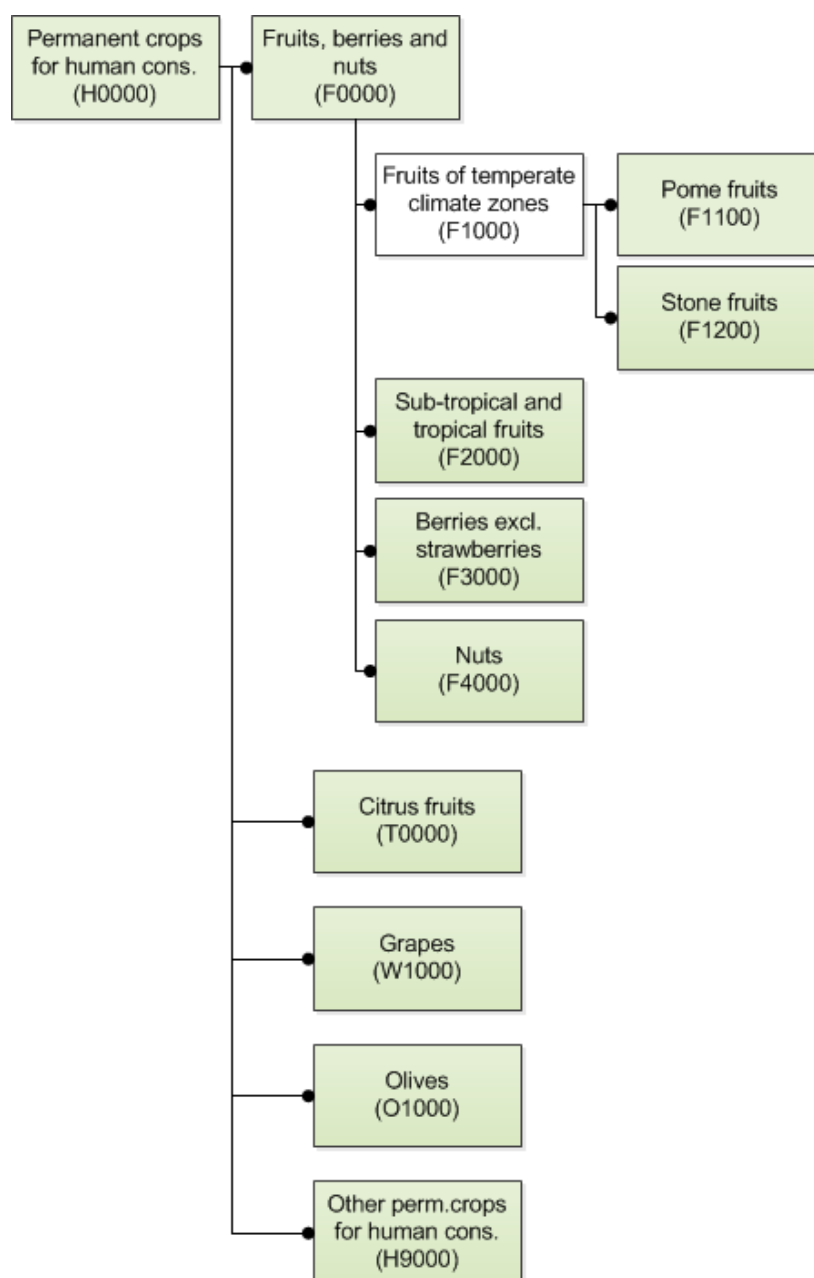 Permanent crops
for human cons.
(H0000)
Fruits, berries and
nuts
(F0000)
Fruits of temperate
climate zones
(F1000)
Pome fruits
(F1100)
Stone fruits
(F1200)
Sub-tropical and
tropical fruits
(F2000)
Berries excl.
strawberries
(F3000)
Nuts
(F4000)
Citrus fruits
(T0000)
Grapes
(W1000)
Olives
(O1000)
Other perm.crops
for human cons.
(H9000)